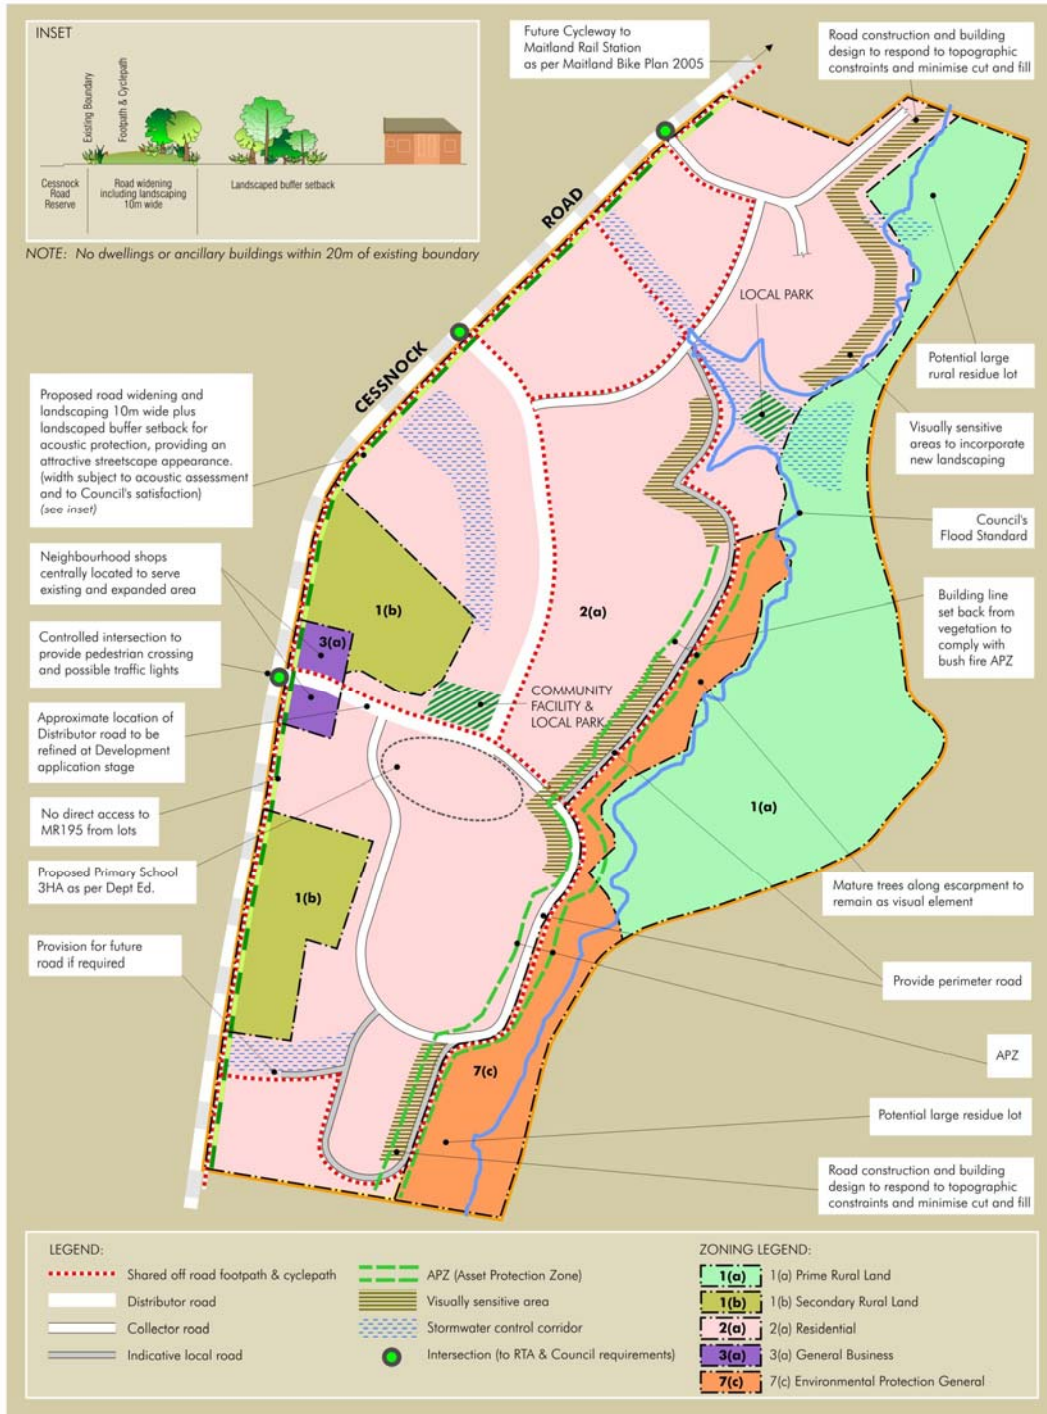 INSET
Existing Boundary
Footpath & Cyclepath
Cessnock
Road
Reserve
Road widening
including landscaping
10m wide
Landscaped buffer setback
NOTE: No dwellings or ancillary buildings within 20m of existing boundary
Future Cycleway to
Maitland Rail Station
as per Maitland Bike Plan 2005
Road construction and building
design to respond to topographic
constraints and minimise cut and fill
CESSNOCK
ROAD
LOCAL PARK
Potential large
rural residue lot
Visually sensitive
areas to incorporate
new landscaping
Council's
Flood Standard
Building line
set back from
vegetation to
comply with
bush fire APZ
Proposed road widening and
landscaping 10m wide plus
landscaped buffer setback for
acoustic protection, providing an
attractive streetscape appearance.
(width subject to acoustic assessment
and to Council's satisfaction)
(see inset)
Neighbourhood shops
centrally located to serve
existing and expanded area
Controlled intersection to
provide pedestrian crossing
and possible traffic lights
Approximate location of
Distributor road to be
refined at Development
application stage
No direct access to
MR195 from lots
Proposed Primary School
3HA as per Dept Ed.
Provision for future
road if required
1(b)
3(a)
2(a)
COMMUNITY
FACILITY &
LOCAL PARK
1(a)
1(b)
7(c)
Mature trees along escarpment to
remain as visual element
Provide perimeter road
APZ
Potential large residue lot
Road construction and building
design to respond to topographic
constraints and minimise cut and fill
LEGEND:
Shared off road footpath & cyclepath
Distributor road
Collector road
Indicative local road
APZ (Asset Protection Zone)
Visually sensitive area
Stormwater control corridor
Intersection (to RTA & Council requirements)
ZONING LEGEND:
1(a) 1(a) Prime Rural Land
1(b) 1(b) Secondary Rural Land
2(a) 2(a) Residential
3(a) 3(a) General Business
7(c) 7(c) Environmental Protection General